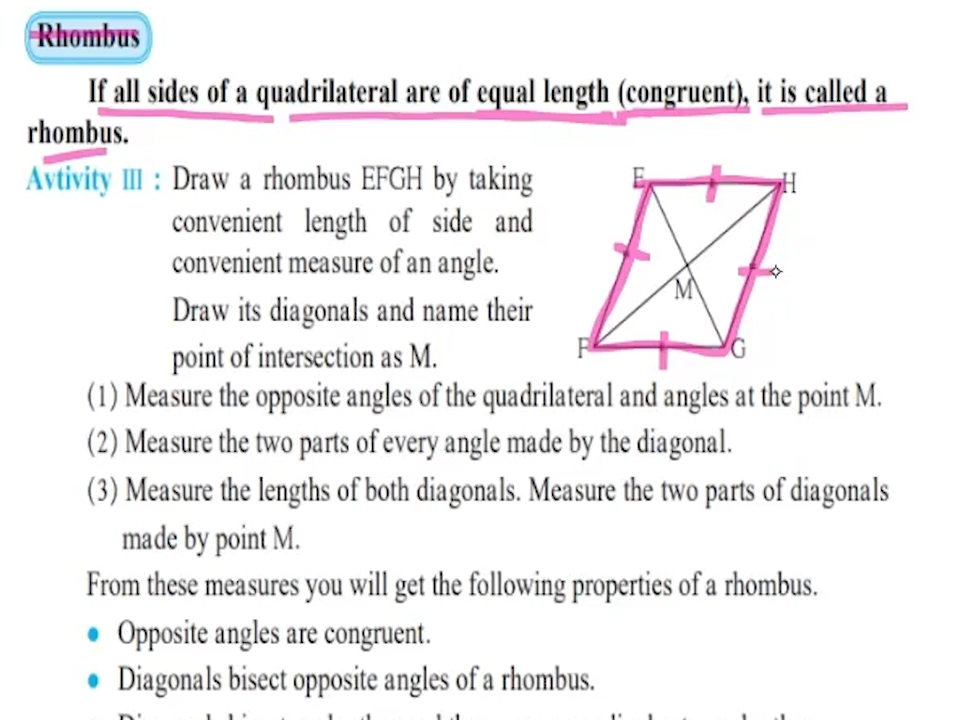 Rhombus
If all sides of a quadrilateral are of equal length (congruent), it is called a
rhombus.
Avtivity III : Draw a rhombus EFGH by taking
convenient length of side and
convenient measure of an angle.
Draw its diagonals and name their
point of intersection as M.
E
H
M
F
G
(1) Measure the opposite angles of the quadrilateral and angles at the point M.
(2) Measure the two parts of every angle made by the diagonal.
(3) Measure the lengths of both diagonals. Measure the two parts of diagonals
made by point M.
From these measures you will get the following properties of a rhombus.
• Opposite angles are congruent.
• Diagonals bisect opposite angles of a rhombus.